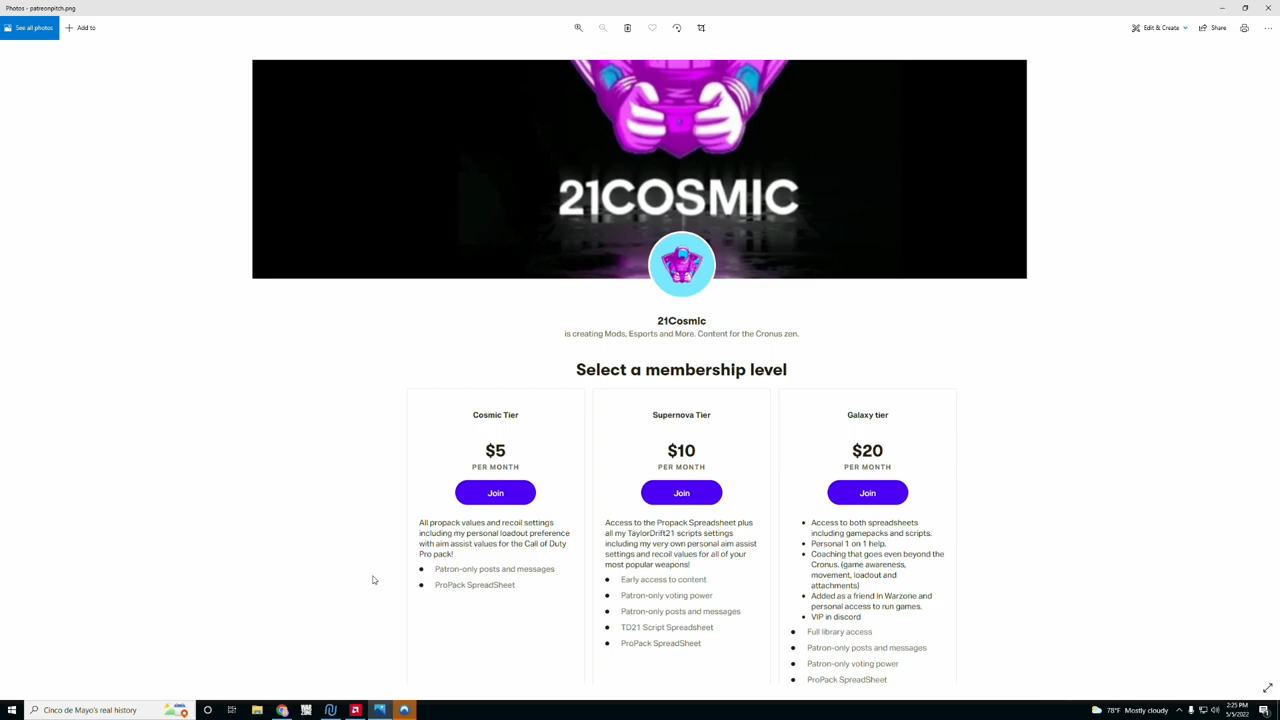 Photos - patreonpitch.png
See all photos
Add to
Edit & Create
Share
21COSMIC
21Cosmic
is creating Mods, Esports and More. Content for the Cronus zen.
Select a membership level
Cosmic Tier
$5
PER MONTH
Join
All propack values and recoil settings
including my personal loadout preference
with aim assist values for the Call of Duty
Pro pack!
Patron-only posts and messages
ProPack SpreadSheet
Supernova Tier
$10
PER MONTH
Join
Access to the Propack Spreadsheet plus
all my TaylorDrift21 scripts settings
including my very own personal aim assist
settings and recoil values for all of your
most popular weapons!
Early access to content
Patron-only voting power
Patron-only posts and messages
TD21 Script Spreadsheet
ProPack SpreadSheet
Galaxy tier
$20
PER MONTH
Join
Access to both spreadsheets
including gamepacks and scripts.
Personal 1 on 1 help.
Coaching that goes even beyond the
Cronus. (game awareness,
movement, loadout and
attachments)
Added as a friend in Warzone and
personal access to run games.
VIP in discord
Full library access
Patron-only posts and messages
Patron-only voting power
ProPack SpreadSheet
Cinco de Mayo's real history
78°F Mostly cloudy
2:25 PM
5/5/2022